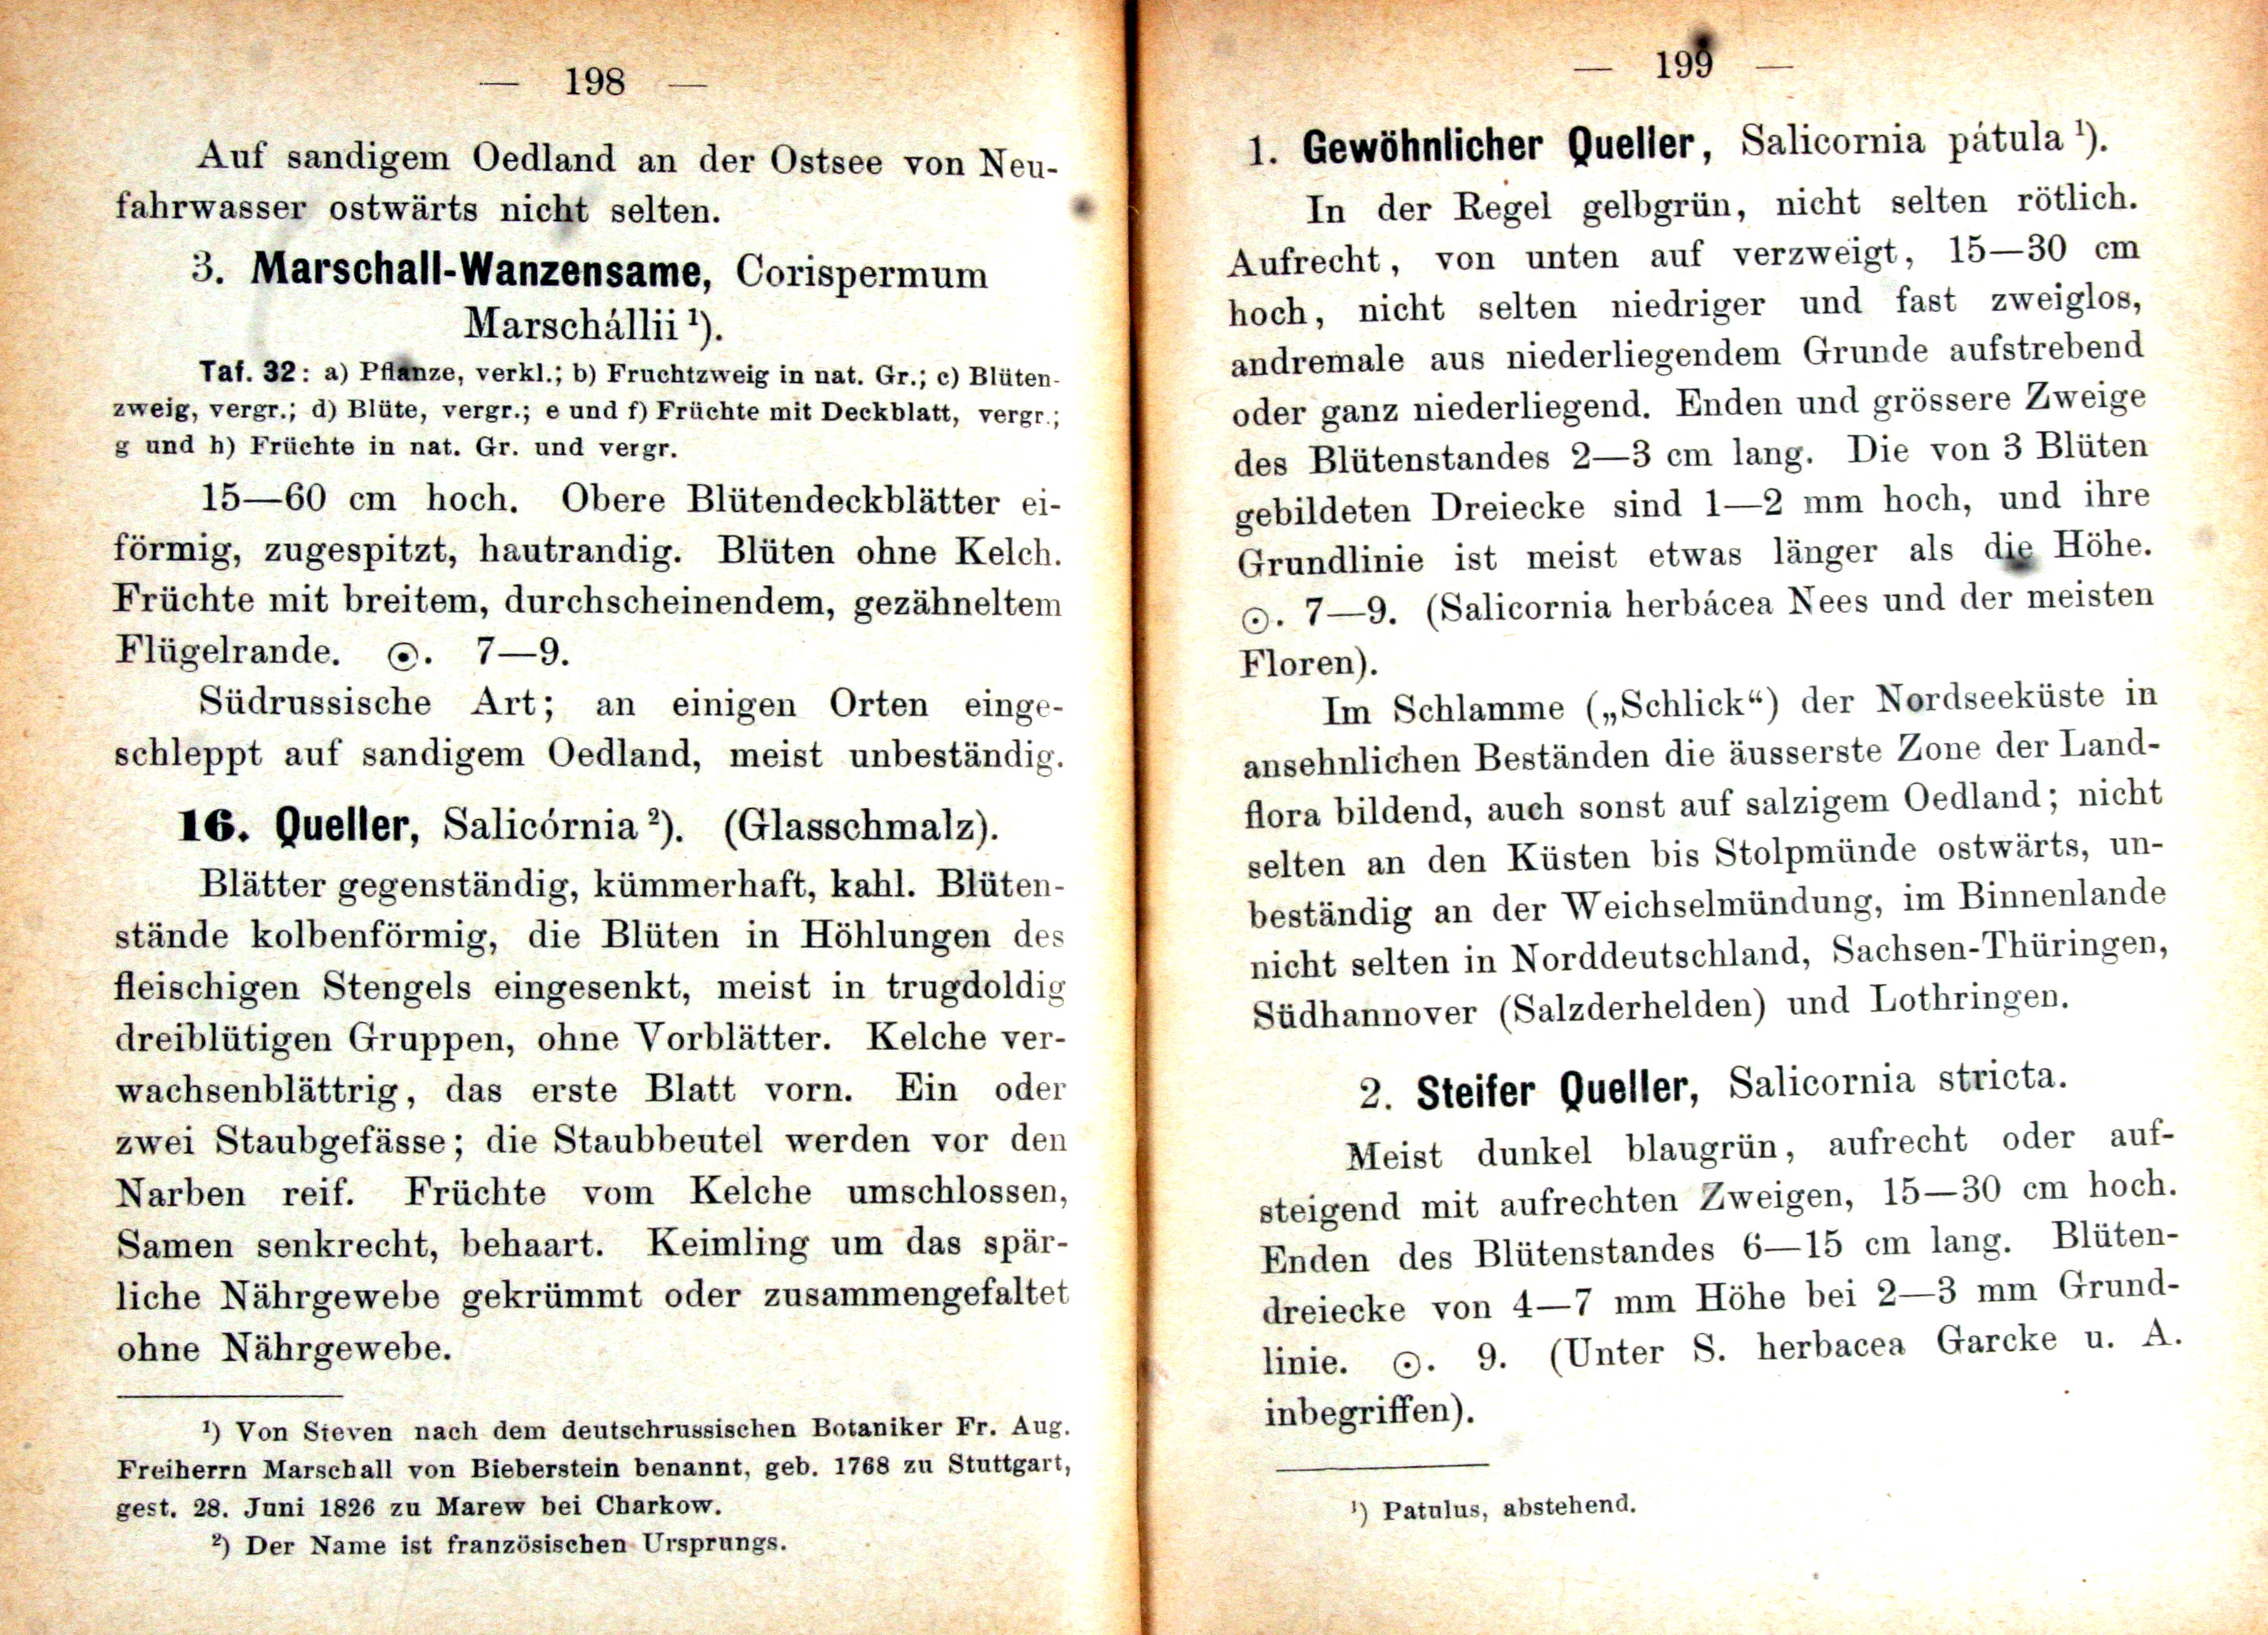 — 198 —
Auf sandigem Oedland an der Ostsee von Neu-
fahrwasser ostwärts nicht selten.
3. Marschall-Wanzensame, Corispermum
Marschállii ¹).
Taf. 32: a) Pflanze, verkl.; b) Fruchtzweig in nat. Gr.; c) Blüten-
zweig, vergr.; d) Blüte, vergr.; e und f) Früchte mit Deckblatt, vergr.;
g und h) Früchte in nat. Gr. und vergr.
15—60 cm hoch. Obere Blütendeckblätter ei-
förmig, zugespitzt, hautrandig. Blüten ohne Kelch.
Früchte mit breitem, durchscheinendem, gezähneltem
Flügelrande. ☉. 7—9.
Südrussische Art; an einigen Orten einge-
schleppt auf sandigem Oedland, meist unbeständig.
16. Queller, Salicórnia ²). (Glasschmalz).
Blätter gegenständig, kümmerhaft, kahl. Blüten-
stände kolbenförmig, die Blüten in Höhlungen des
fleischigen Stengels eingesenkt, meist in trugdoldig
dreiblütigen Gruppen, ohne Vorblätter. Kelche ver-
wachsenblättrig, das erste Blatt vorn. Ein oder
zwei Staubgefässe; die Staubbeutel werden vor den
Narben reif. Früchte vom Kelche umschlossen,
Samen senkrecht, behaart. Keimling um das spär-
liche Nährgewebe gekrümmt oder zusammengefaltet
ohne Nährgewebe.
¹) Von Steven nach dem deutschrussischen Botaniker Fr. Aug.
Freiherrn Marschall von Bieberstein benannt, geb. 1768 zu Stuttgart,
gest. 28. Juni 1826 zu Marew bei Charkow.
²) Der Name ist französischen Ursprungs.
— 199 —
1. Gewöhnlicher Queller, Salicornia pátula ¹).
In der Regel gelbgrün, nicht selten rötlich.
Aufrecht, von unten auf verzweigt, 15—30 cm
hoch, nicht selten niedriger und fast zweiglos,
andremale aus niederliegendem Grunde aufstrebend
oder ganz niederliegend. Enden und grössere Zweige
des Blütenstandes 2—3 cm lang. Die von 3 Blüten
gebildeten Dreiecke sind 1—2 mm hoch, und ihre
Grundlinie ist meist etwas länger als die Höhe.
☉. 7—9. (Salicornia herbácea Nees und der meisten
Floren).
Im Schlamme („Schlick“) der Nordseeküste in
ansehnlichen Beständen die äusserste Zone der Land-
flora bildend, auch sonst auf salzigem Oedland; nicht
selten an den Küsten bis Stolpmünde ostwärts, un-
beständig an der Weichselmündung, im Binnenlande
nicht selten in Norddeutschland, Sachsen-Thüringen,
Südhannover (Salzderhelden) und Lothringen.
2. Steifer Queller, Salicornia stricta.
Meist dunkel blaugrün, aufrecht oder auf-
steigend mit aufrechten Zweigen, 15—30 cm hoch.
Enden des Blütenstandes 6—15 cm lang. Blüten-
dreiecke von 4—7 mm Höhe bei 2—3 mm Grund-
linie. ☉. 9. (Unter S. herbacea Garcke u. A.
inbegriffen).
¹) Patulus, abstehend.